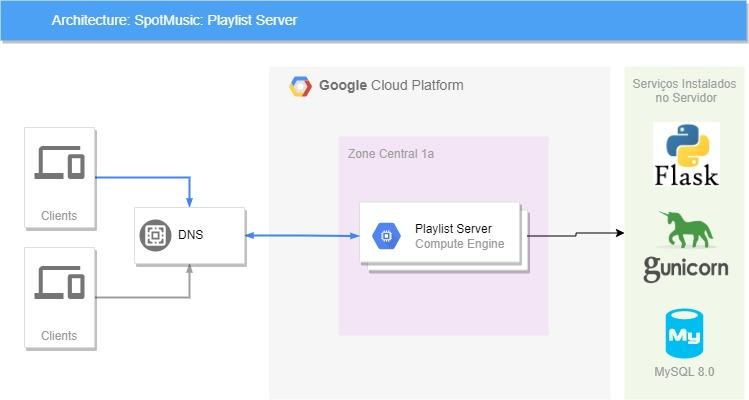 Architecture: SpotMusic: Playlist Server
Google Cloud Platform
Serviços Instalados
no Servidor
Zone Central 1a
Flask
Clients
DNS
Playlist Server
Compute Engine
gunicorn
Clients
My
MySQL 8.0